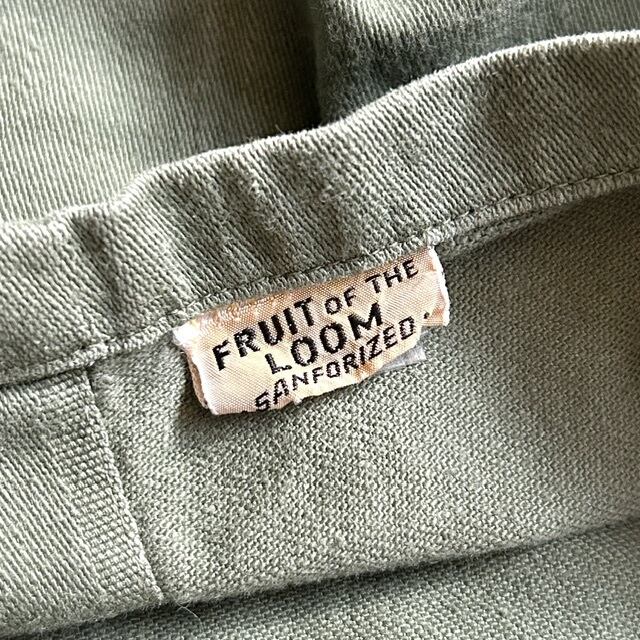 FRUIT OF THE
LOOM
SANFORIZED.